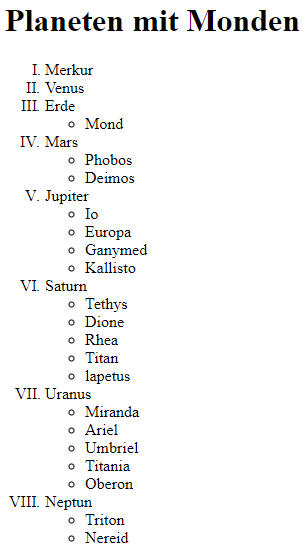 Planeten mit Monden
I. Merkur
II. Venus
III. Erde
Mond
IV. Mars
Phobos
Deimos
V. Jupiter
Io
Europa
Ganymed
Kallisto
VI. Saturn
Tethys
Dione
Rhea
Titan
Iapetus
VII. Uranus
Miranda
Ariel
Umbriel
Titania
Oberon
VIII. Neptun
Triton
Nereid